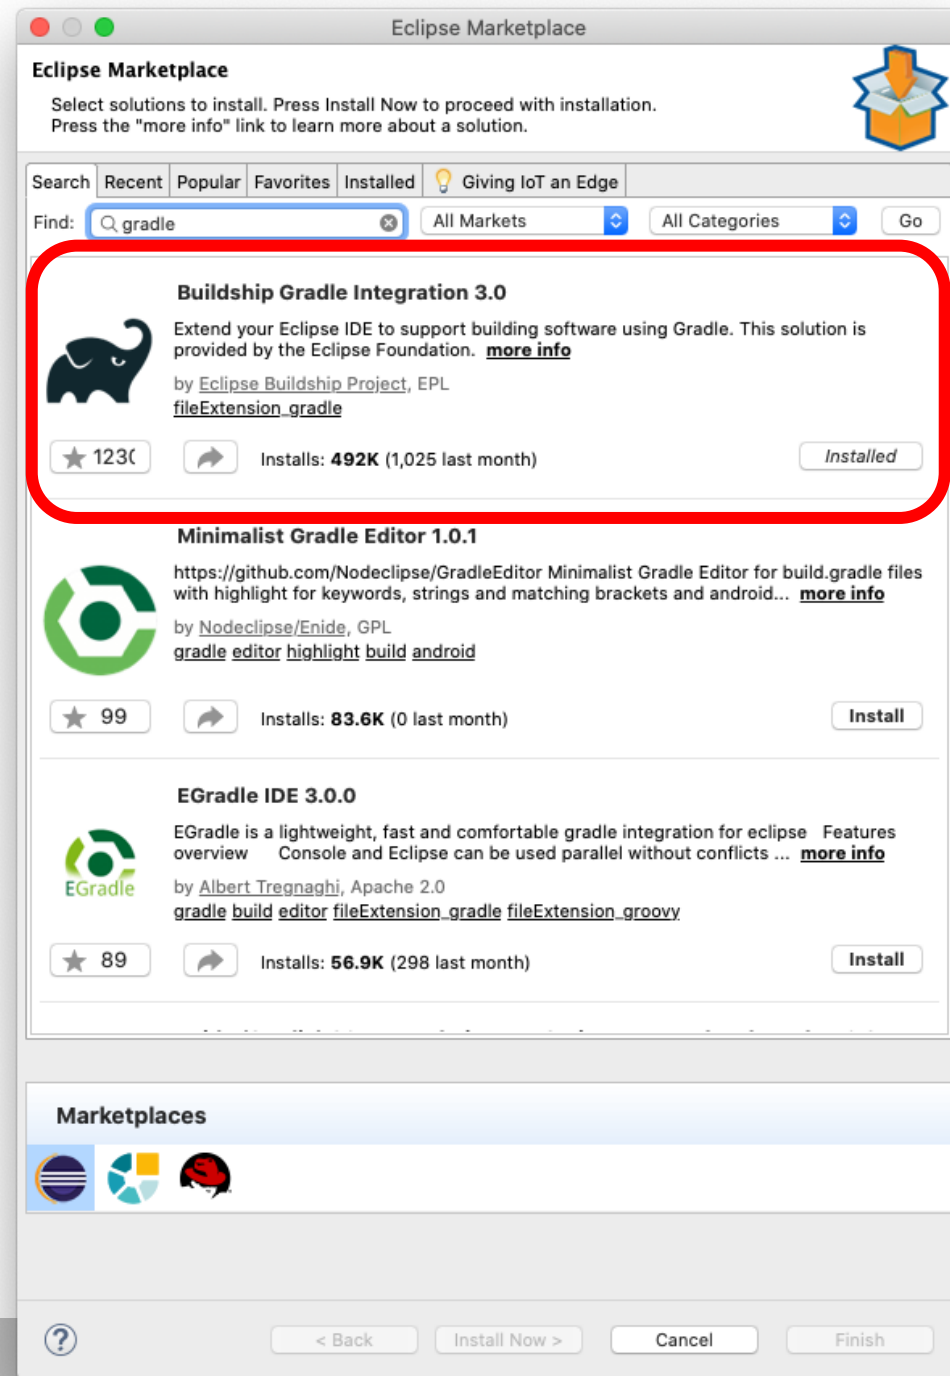 Eclipse Marketplace
Eclipse Marketplace
Select solutions to install. Press Install Now to proceed with installation.
Press the "more info" link to learn more about a solution.
Search Recent Popular Favorites Installed Giving IoT an Edge
Find: gradle All Markets All Categories Go
Buildship Gradle Integration 3.0
Extend your Eclipse IDE to support building software using Gradle. This solution is
provided by the Eclipse Foundation. more info
by Eclipse Buildship Project, EPL
fileExtension_gradle
Installs: 492K (1,025 last month) Installed
Minimalist Gradle Editor 1.0.1
https://github.com/Nodeclipse/GradleEditor Minimalist Gradle Editor for build.gradle files
with highlight for keywords, strings and matching brackets and android... more info
by Nodeclipse/Enide, GPL
gradle editor highlight build android
99 Installs: 83.6K (0 last month) Install
EGradle IDE 3.0.0
EGradle is a lightweight, fast and comfortable gradle integration for eclipse Features
overview Console and Eclipse can be used parallel without conflicts ... more info
EGradle
by Albert Tregnaghi, Apache 2.0
gradle build editor fileExtension_gradle fileExtension_groovy
89 Installs: 56.9K (298 last month) Install
Marketplaces
? < Back Install Now > Cancel Finish